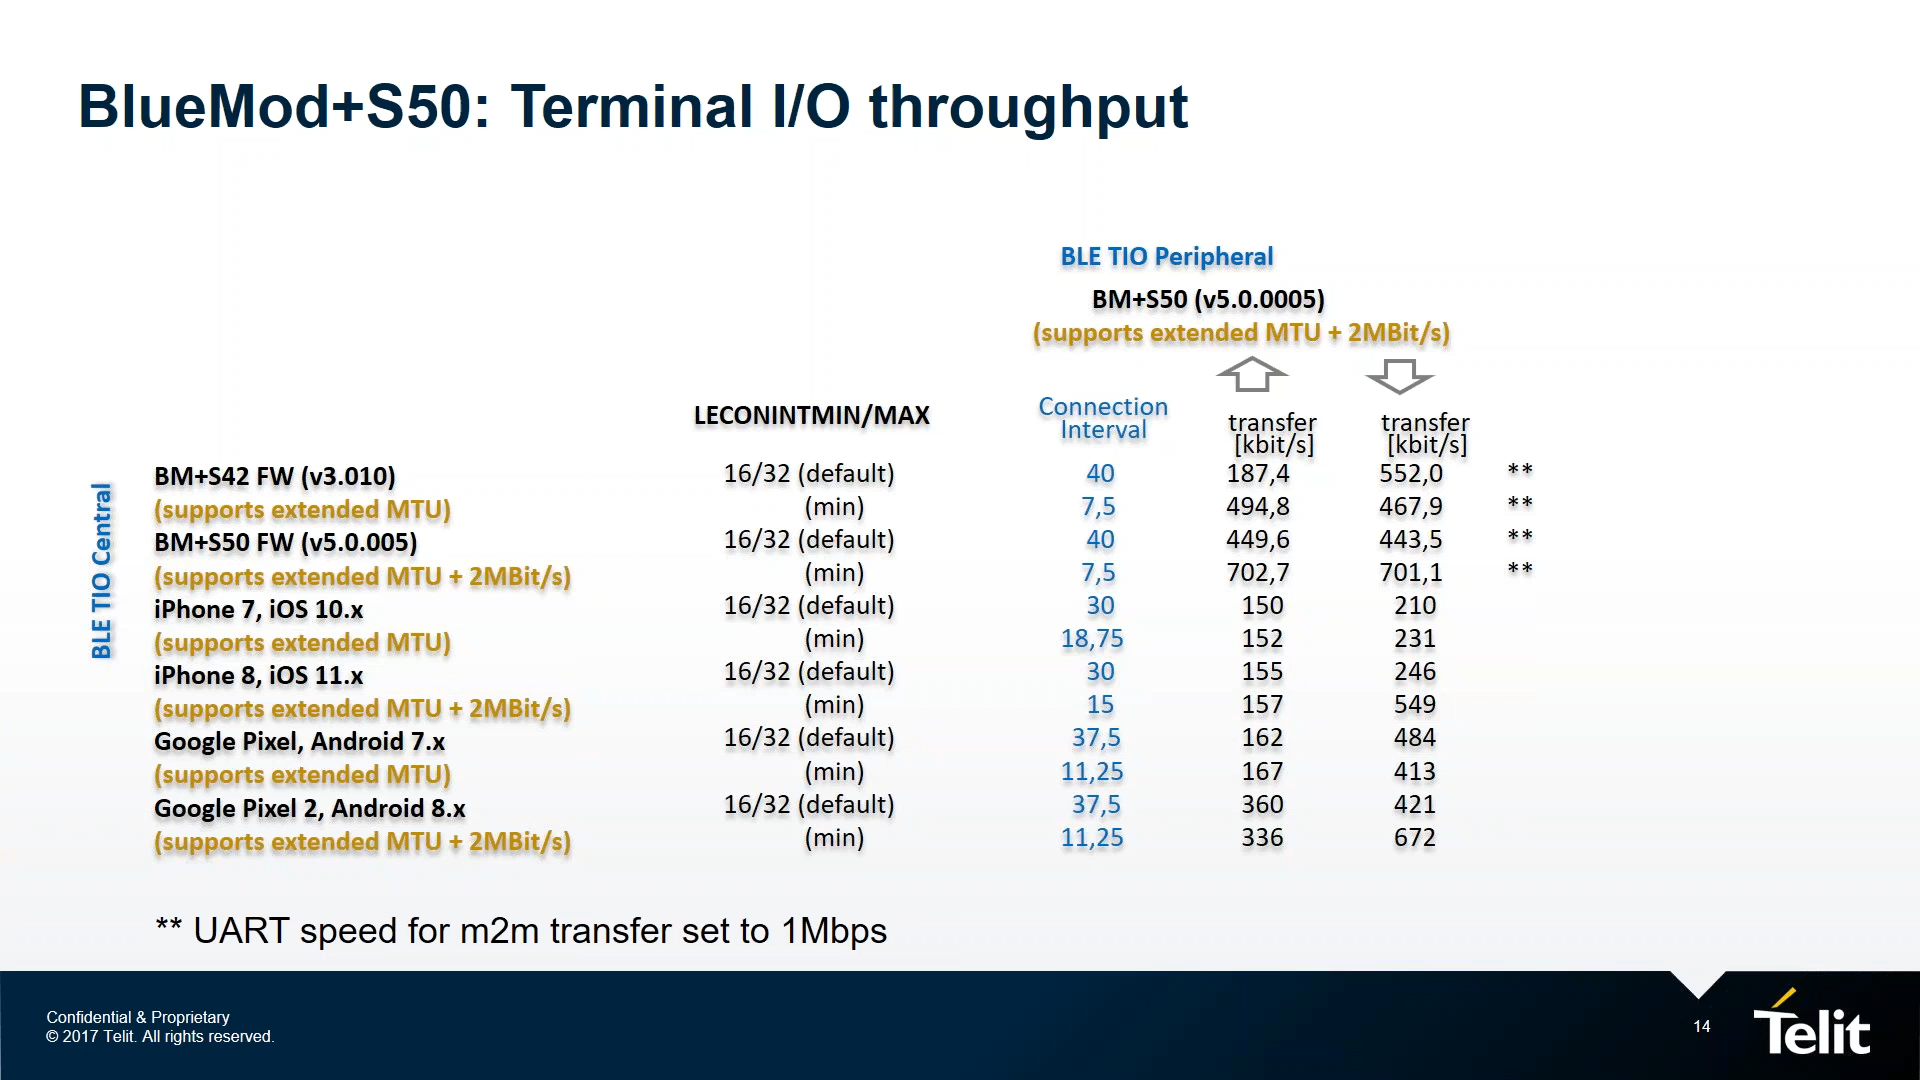 BlueMod+S50: Terminal I/O throughput
BLE TIO Peripheral
BM+S50 (v5.0.0005)
(supports extended MTU + 2MBit/s)
LECONINTMIN/MAX
Connection
Interval
transfer
[kbit/s]
transfer
[kbit/s]
BLE TIO Central
BM+S42 FW (v3.010) 16/32 (default) 40 187,4 552,0 **
(supports extended MTU) (min) 7,5 494,8 467,9 **
BM+S50 FW (v5.0.005) 16/32 (default) 40 449,6 443,5 **
(supports extended MTU + 2MBit/s) (min) 7,5 702,7 701,1 **
iPhone 7, iOS 10.x 16/32 (default) 30 150 210
(supports extended MTU) (min) 18,75 152 231
iPhone 8, iOS 11.x 16/32 (default) 30 155 246
(supports extended MTU + 2MBit/s) (min) 15 157 549
Google Pixel, Android 7.x 16/32 (default) 37,5 162 484
(supports extended MTU) (min) 11,25 167 413
Google Pixel 2, Android 8.x 16/32 (default) 37,5 360 421
(supports extended MTU + 2MBit/s) (min) 11,25 336 672
** UART speed for m2m transfer set to 1Mbps
Confidential & Proprietary
© 2017 Telit. All rights reserved.
14
Telit